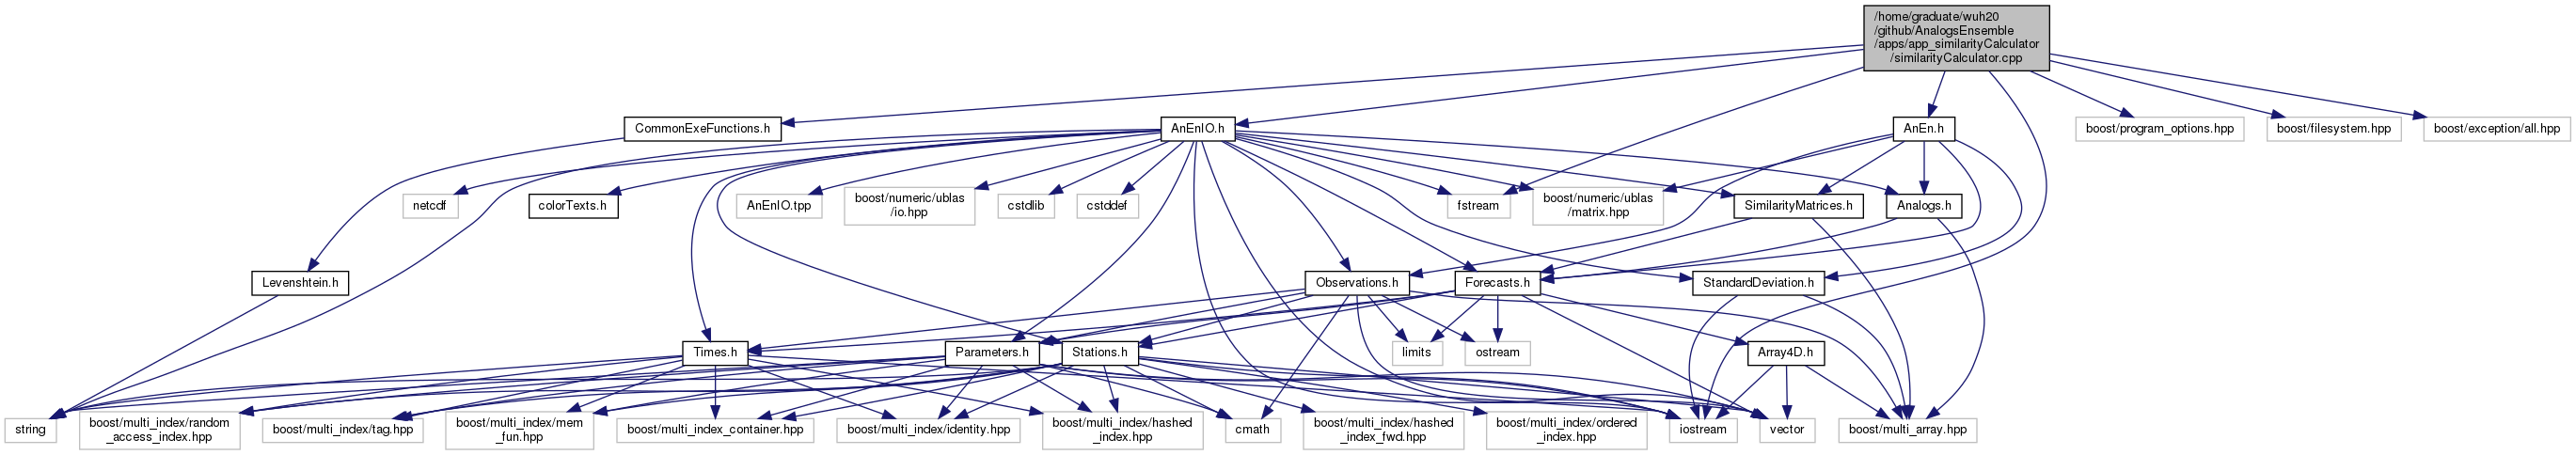 /home/graduate/wuh20
/github/AnalogsEnsemble
/apps/app_similarityCalculator
/similarityCalculator.cpp
CommonExeFunctions.h
AnEnIO.h
AnEn.h
boost/program_options.hpp
boost/filesystem.hpp
boost/exception/all.hpp
netcdf
colorTexts.h
AnEnIO.tpp
boost/numeric/ublas
/io.hpp
cstdlib
cstddef
fstream
boost/numeric/ublas
/matrix.hpp
SimilarityMatrices.h
Analogs.h
Levenshtein.h
Observations.h
Forecasts.h
StandardDeviation.h
Times.h
Parameters.h
Stations.h
limits
ostream
Array4D.h
string
boost/multi_index/random
_access_index.hpp
boost/multi_index/tag.hpp
boost/multi_index/mem
_fun.hpp
boost/multi_index_container.hpp
boost/multi_index/identity.hpp
boost/multi_index/hashed
_index.hpp
cmath
boost/multi_index/hashed
_index_fwd.hpp
boost/multi_index/ordered
_index.hpp
iostream
vector
boost/multi_array.hpp